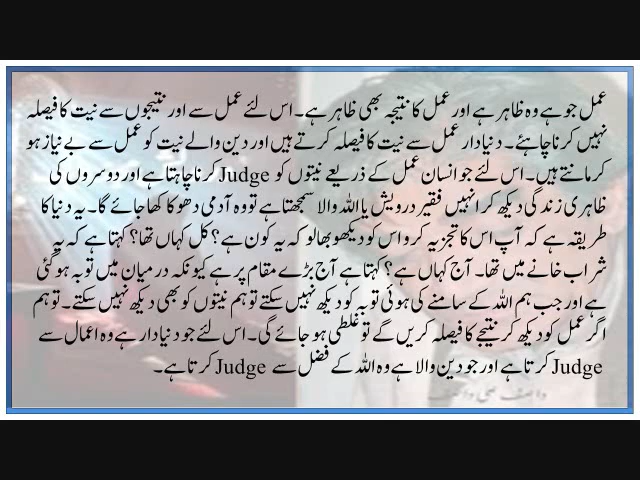 عمل جو ہے وہ ظاہر ہے اور عمل کا نتیجہ بھی ظاہر ہے۔ اس لئے عمل سے اور نتیجوں سے نیت کا فیصلہ
نہیں کرنا چاہئے۔ دنیادار عمل سے نیت کا فیصلہ کرتے ہیں اور دین والے نیت کو عمل سے بے نیاز ہو
کر مانتے ہیں۔ اس لئے جو انسان عمل کے ذریعے نیتوں کو Judge کرنا چاہتا ہے اور دوسروں کی
ظاہری زندگی دیکھ کر انہیں فقیر درویش یا اللہ والا سمجھتا ہے تو وہ آدمی دھوکا کھا جائے گا۔ یہ دنیا کا
طریقہ ہے کہ آپ اس کا تجزیہ کرو اس کو دیکھو بھالو کہ یہ کون ہے؟ کل کہاں تھا؟ کہتا ہے کہ یہ
شراب خانے میں تھا۔ آج کہاں ہے؟ کہتا ہے آج بڑے مقام پر ہے کیونکہ درمیان میں توبہ ہو گئی
ہے اور جب ہم اللہ کے سامنے کی ہوئی توبہ کو دیکھ نہیں سکتے تو ہم نیتوں کو بھی دیکھ نہیں سکتے۔ تو ہم
اگر عمل کو دیکھ کر نتیجے کا فیصلہ کریں گے تو غلطی ہو جائے گی۔ اس لئے جو دنیادار ہے وہ اعمال سے
Judge کرتا ہے اور جو دین والا ہے وہ اللہ کے فضل سے Judge کرتا ہے۔
واصف علی واصف